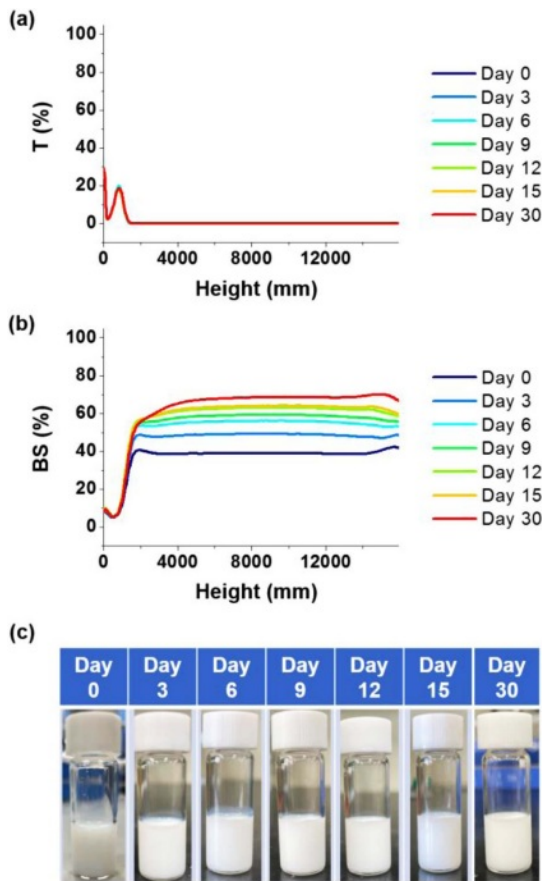 (a)
100
80
60
40
20
0
T (%)
0 4000 8000 12000
Height (mm)
Day 0
Day 3
Day 6
Day 9
Day 12
Day 15
Day 30
(b)
100
80
60
40
20
0
BS (%)
0 4000 8000 12000
Height (mm)
Day 0
Day 3
Day 6
Day 9
Day 12
Day 15
Day 30
(c)
Day Day Day Day Day Day Day
0 3 6 9 12 15 30